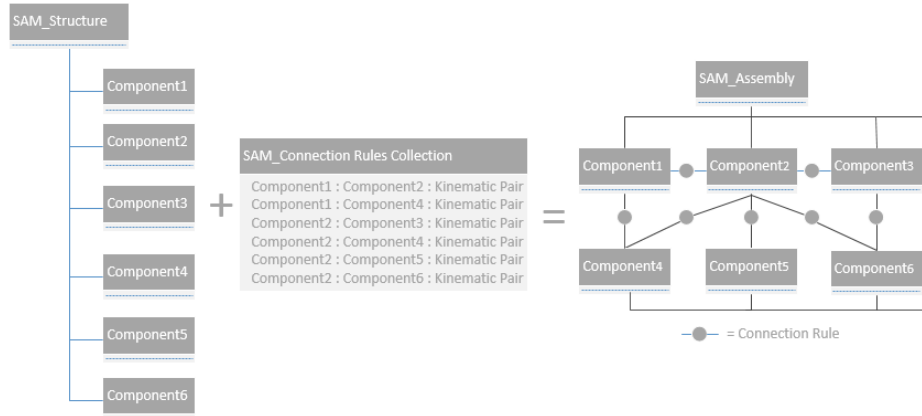 SAM_Structure
Component1
Component2
Component3
Component4
Component5
Component6
+
SAM_Connection Rules Collection
Component1 : Component2 : Kinematic Pair
Component1 : Component4 : Kinematic Pair
Component2 : Component3 : Kinematic Pair
Component2 : Component4 : Kinematic Pair
Component2 : Component5 : Kinematic Pair
Component2 : Component6 : Kinematic Pair
=
SAM_Assembly
Component1
Component2
Component3
Component4
Component5
Component6
= Connection Rule